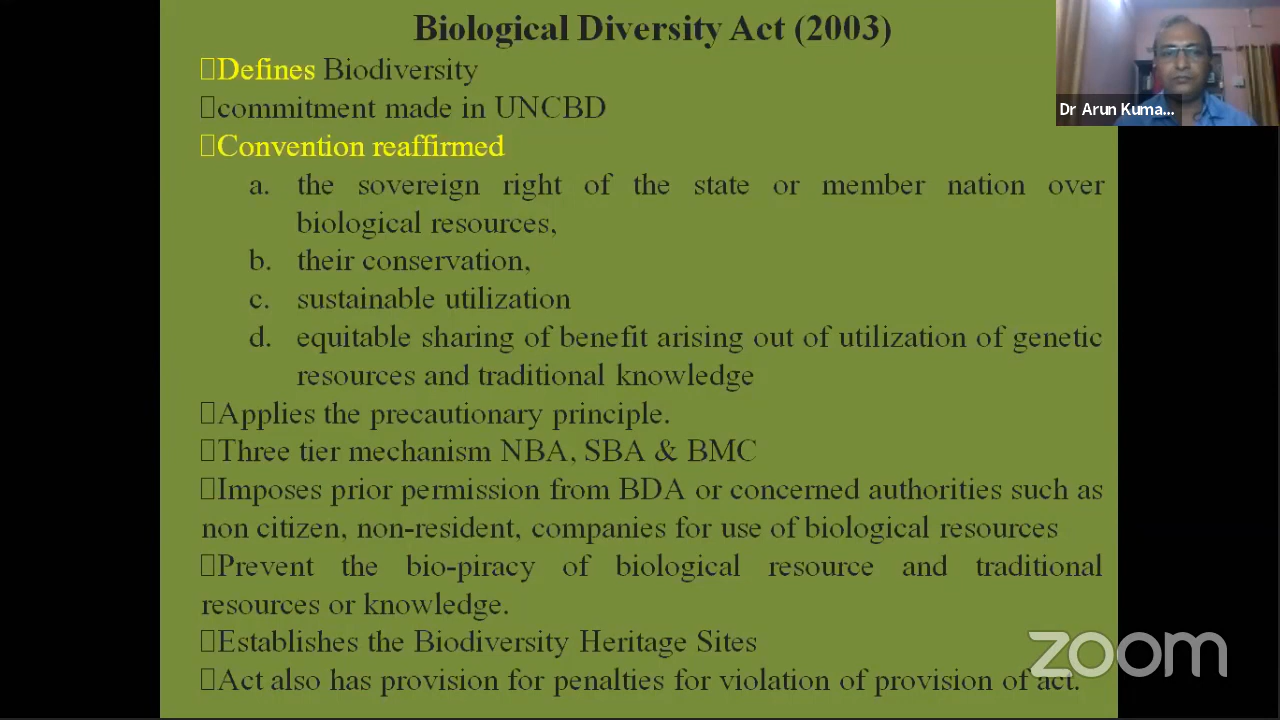 Biological Diversity Act (2003)
Defines Biodiversity
commitment made in UNCBD
Convention reaffirmed
a. the sovereign right of the state or member nation over
biological resources,
b. their conservation,
c. sustainable utilization
d. equitable sharing of benefit arising out of utilization of genetic
resources and traditional knowledge
Applies the precautionary principle.
Three tier mechanism NBA, SBA & BMC
Imposes prior permission from BDA or concerned authorities such as
non citizen, non-resident, companies for use of biological resources
Prevent the bio-piracy of biological resource and traditional
resources or knowledge.
Establishes the Biodiversity Heritage Sites
Act also has provision for penalties for violation of provision of act.
Dr Arun Kuma...
zoom